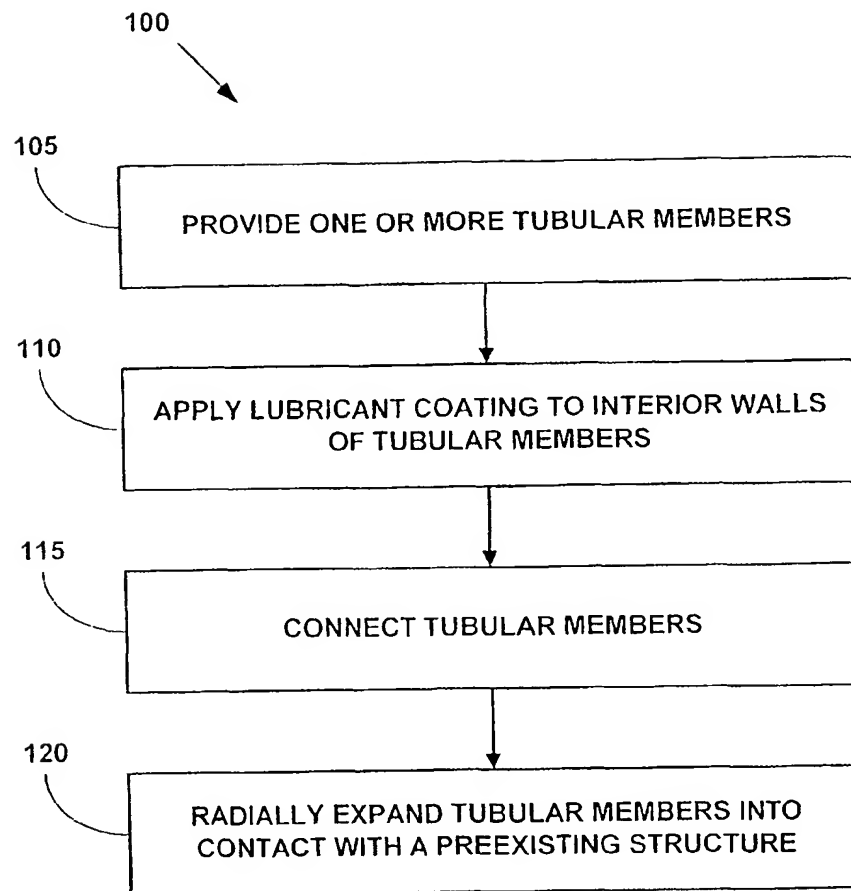 100
105
PROVIDE ONE OR MORE TUBULAR MEMBERS
110
APPLY LUBRICANT COATING TO INTERIOR WALLS
OF TUBULAR MEMBERS
115
CONNECT TUBULAR MEMBERS
120
RADIALLY EXPAND TUBULAR MEMBERS INTO
CONTACT WITH A PREEXISTING STRUCTURE